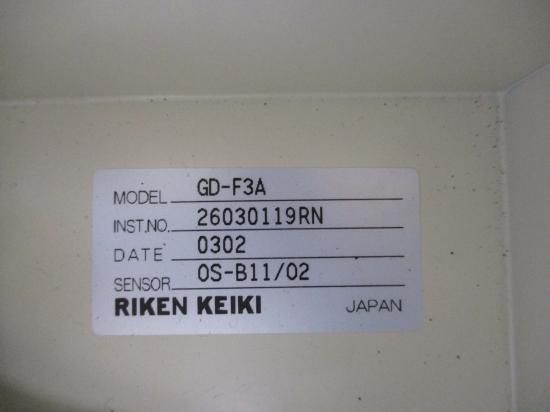 MODEL GD-F3A
INST.NO. 26030119RN
DATE 0302
SENSOR OS-B11/02
RIKEN KEIKI JAPAN